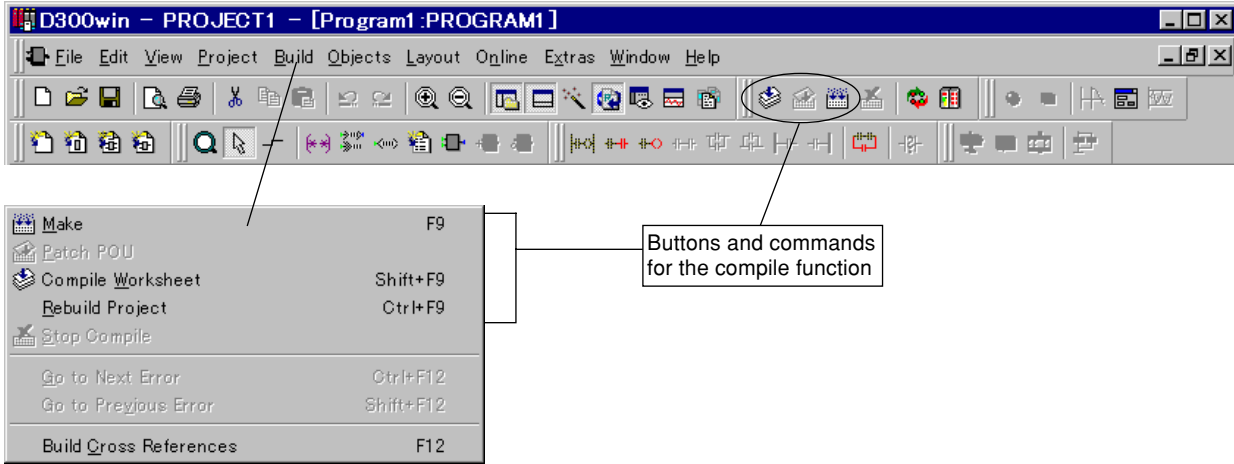 D300win - PROJECT1 - [Program1:PROGRAM1]
File Edit View Project Build Objects Layout Online Extras Window Help
Make F9
Patch POU
Compile Worksheet Shift+F9
Rebuild Project Ctrl+F9
Stop Compile
Go to Next Error Ctrl+F12
Go to Previous Error Shift+F12
Build Cross References F12
Buttons and commands
for the compile function